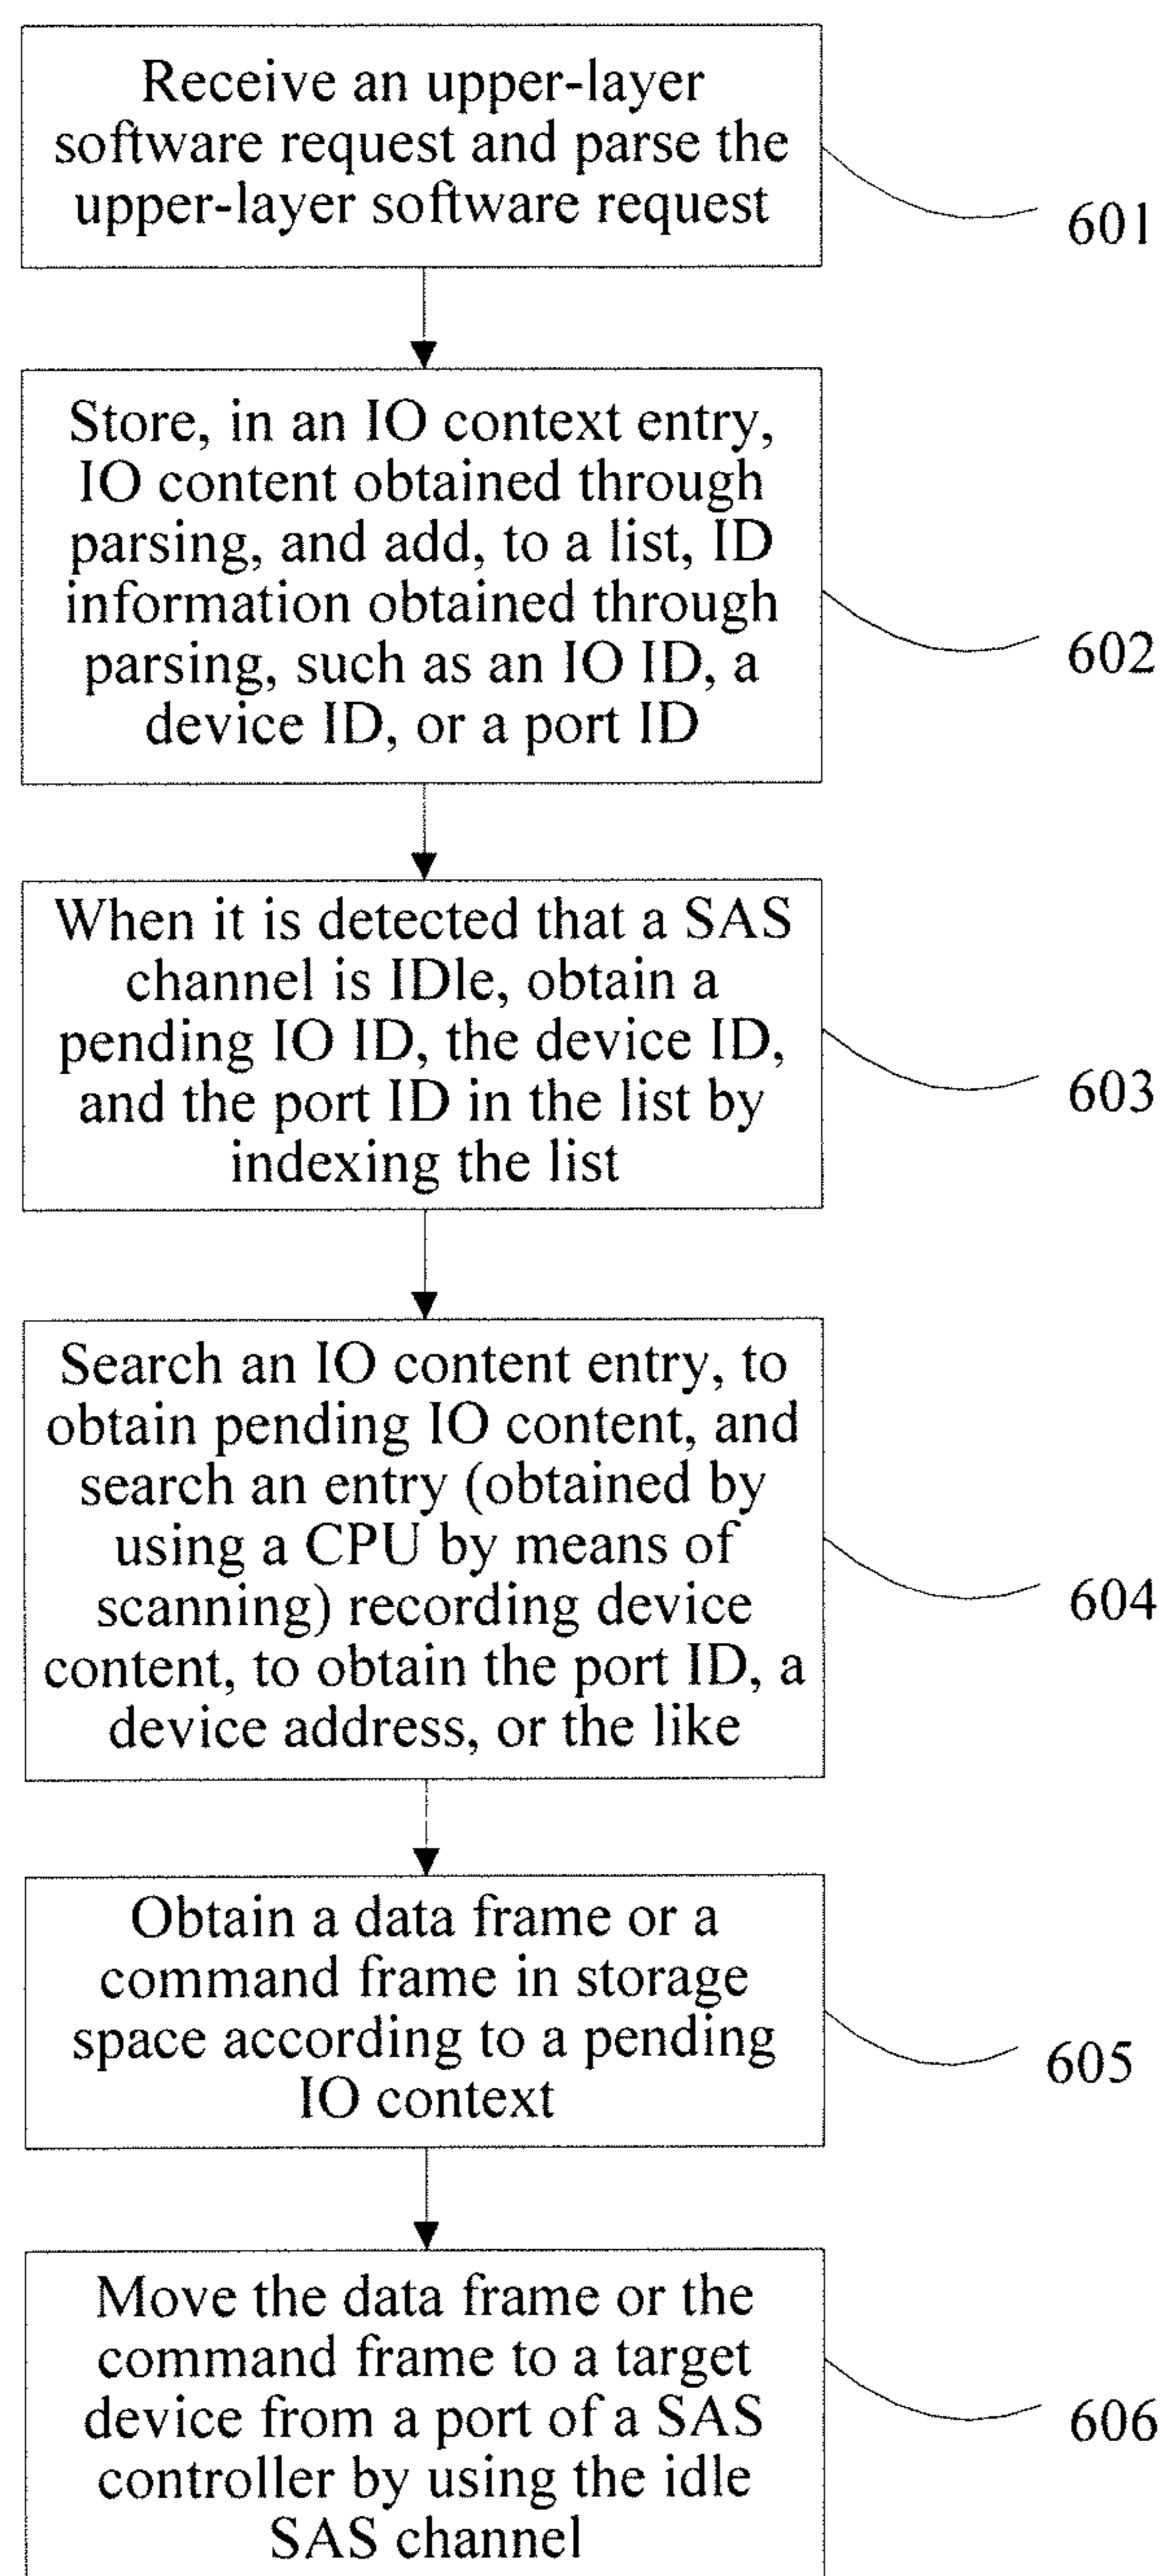 Receive an upper-layer
software request and parse the
upper-layer software request
601
Store, in an IO context entry,
IO content obtained through
parsing, and add, to a list, ID
information obtained through
parsing, such as an IO ID, a
device ID, or a port ID
602
When it is detected that a SAS
channel is IDle, obtain a
pending IO ID, the device ID,
and the port ID in the list by
indexing the list
603
Search an IO content entry, to
obtain pending IO content, and
search an entry (obtained by
using a CPU by means of
scanning) recording device
content, to obtain the port ID, a
device address, or the like
604
Obtain a data frame or a
command frame in storage
space according to a pending
IO context
605
Move the data frame or the
command frame to a target
device from a port of a SAS
controller by using the idle
SAS channel
606